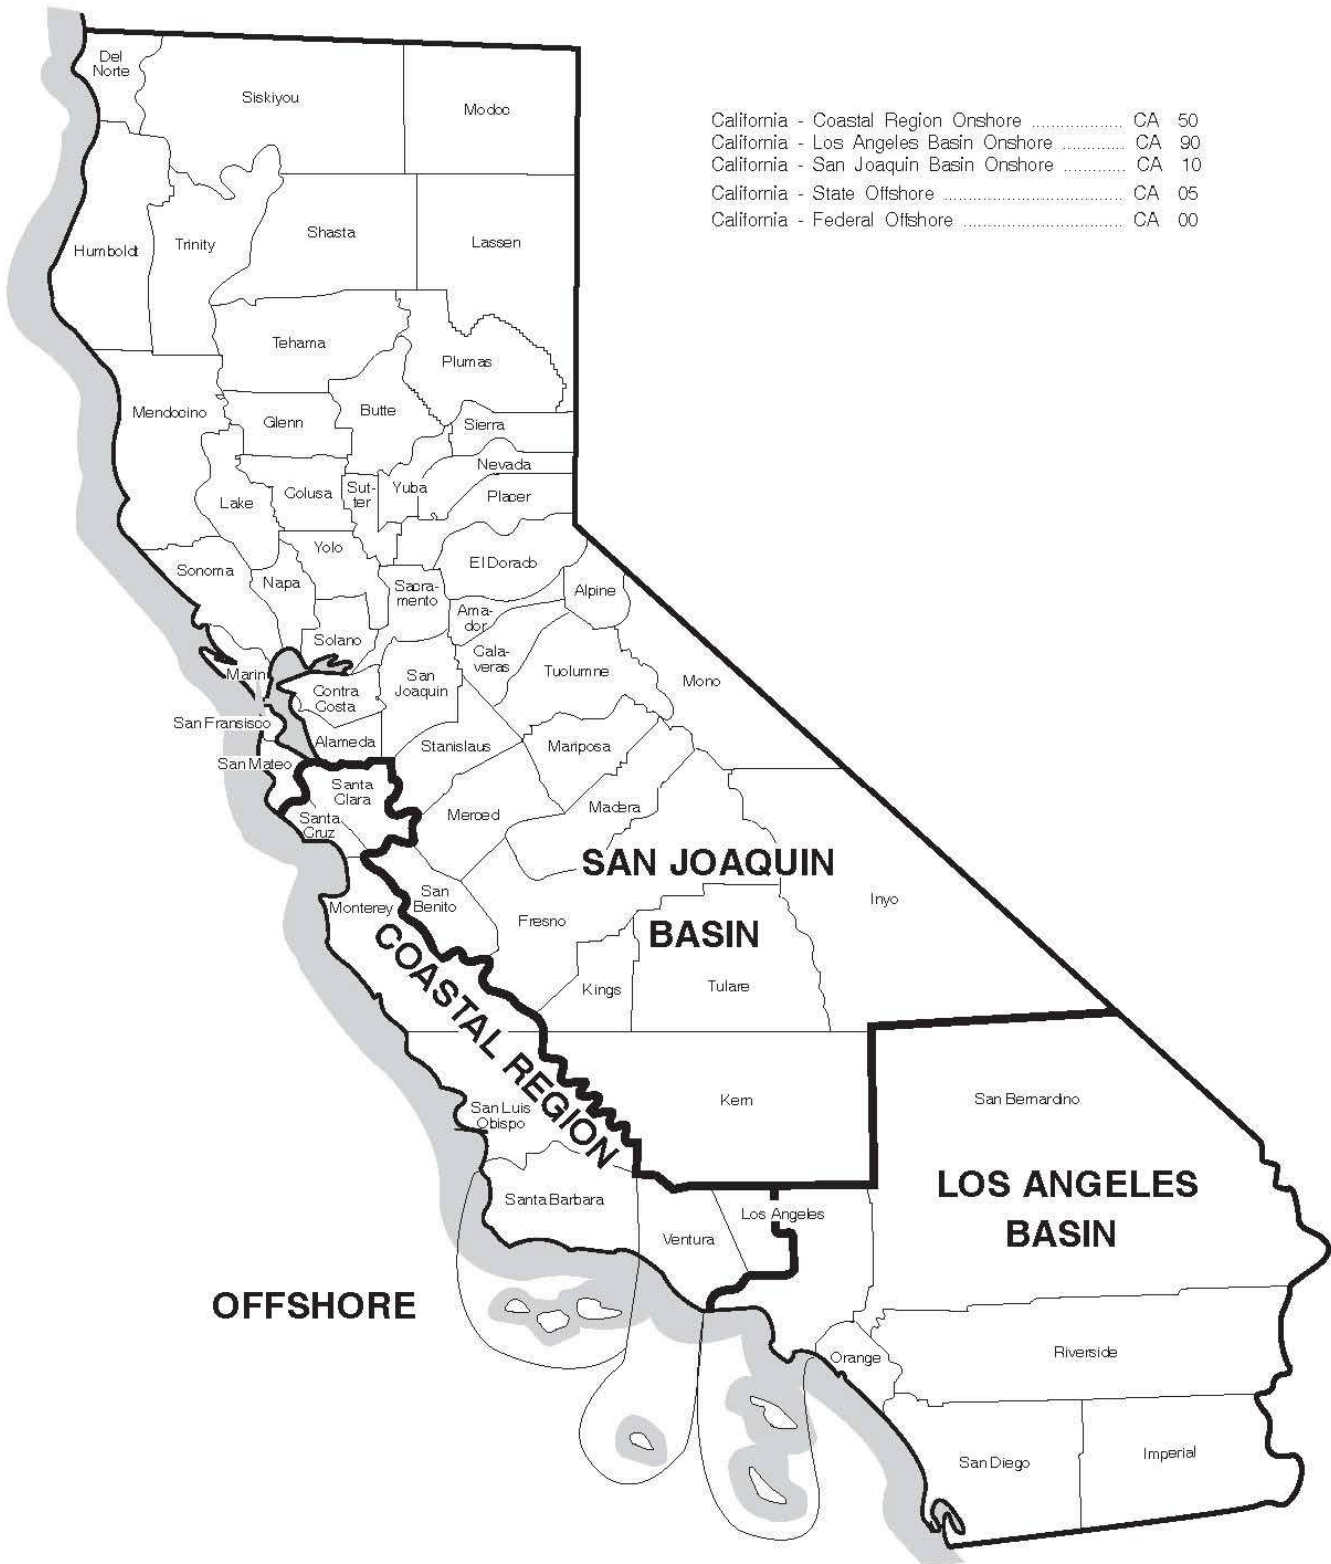 Del
Norte
Siskiyou
Modoc
California - Coastal Region Onshore ................... CA 50
California - Los Angeles Basin Onshore ............. CA 90
California - San Joaquin Basin Onshore ............. CA 10
California - State Offshore ..................................... CA 05
California - Federal Offshore ................................. CA 00
Humboldt
Trinity
Shasta
Lassen
Tehama
Plumas
Mendocino
Glenn
Butte
Sierra
Nevada
Lake
Colusa
Sut-
ter
Yuba
Placer
Sonoma
Napa
Yolo
El Dorado
Sacra-
mento
Alpine
Ama-
dor
Solano
Cala-
veras
Tuolumne
Mono
Marin
Contra
Costa
San
Joaquin
San Fransisco
Alameda
Stanislaus
Mariposa
San Mateo
Santa
Clara
Santa
Cruz
Merced
Madera
SAN JOAQUIN
BASIN
Inyo
Monterey
San
Benito
Fresno
Kings
Tulare
COASTAL REGION
San Luis
Obispo
Kern
San Bernardino
LOS ANGELES
BASIN
Santa Barbara
Ventura
Los Angeles
OFFSHORE
Orange
Riverside
San Diego
Imperial